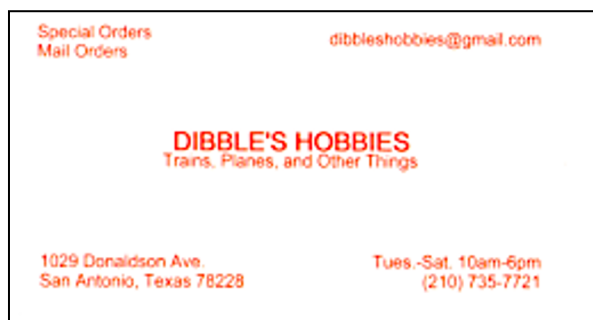 Special Orders
Mail Orders
dibbleshobbies@gmail.com
DIBBLE'S HOBBIES
Trains, Planes, and Other Things
1029 Donaldson Ave.
San Antonio, Texas 78228
Tues.-Sat. 10am-6pm
(210) 735-7721